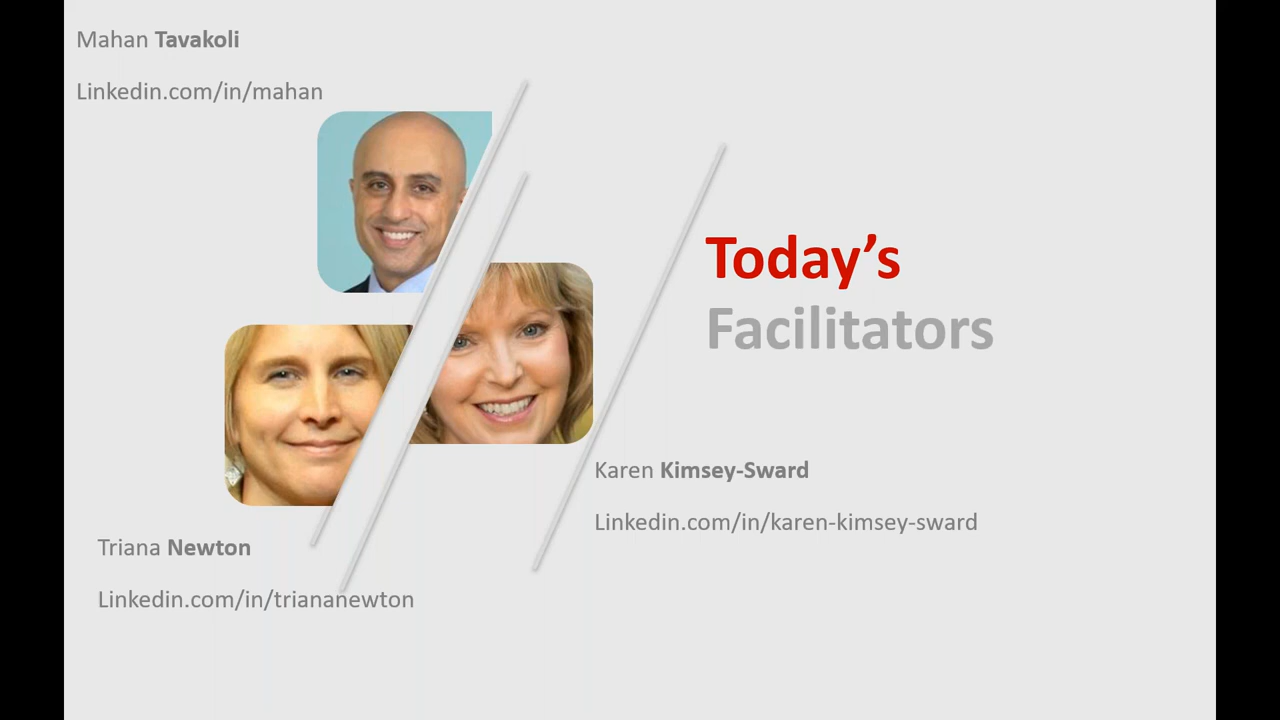 Mahan Tavakoli
Linkedin.com/in/mahan
Today’s
Facilitators
Karen Kimsey-Sward
Linkedin.com/in/karen-kimsey-sward
Triana Newton
Linkedin.com/in/triananewton